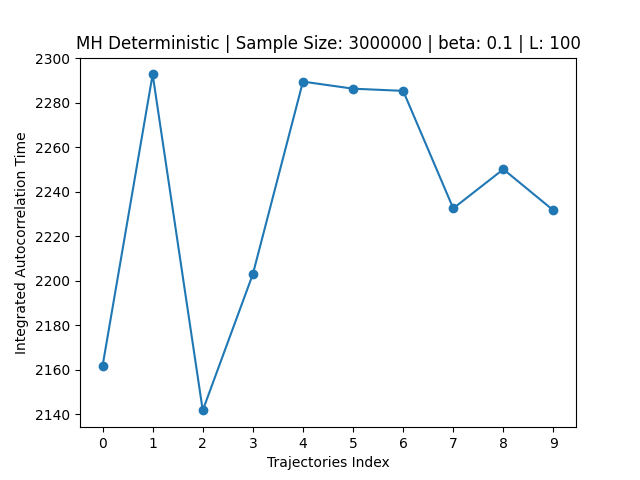 MH Deterministic | Sample Size: 3000000 | beta: 0.1 | L: 100
2300
2280
2260
2240
2220
2200
2180
2160
2140
Integrated Autocorrelation Time
0 1 2 3 4 5 6 7 8 9
Trajectories Index